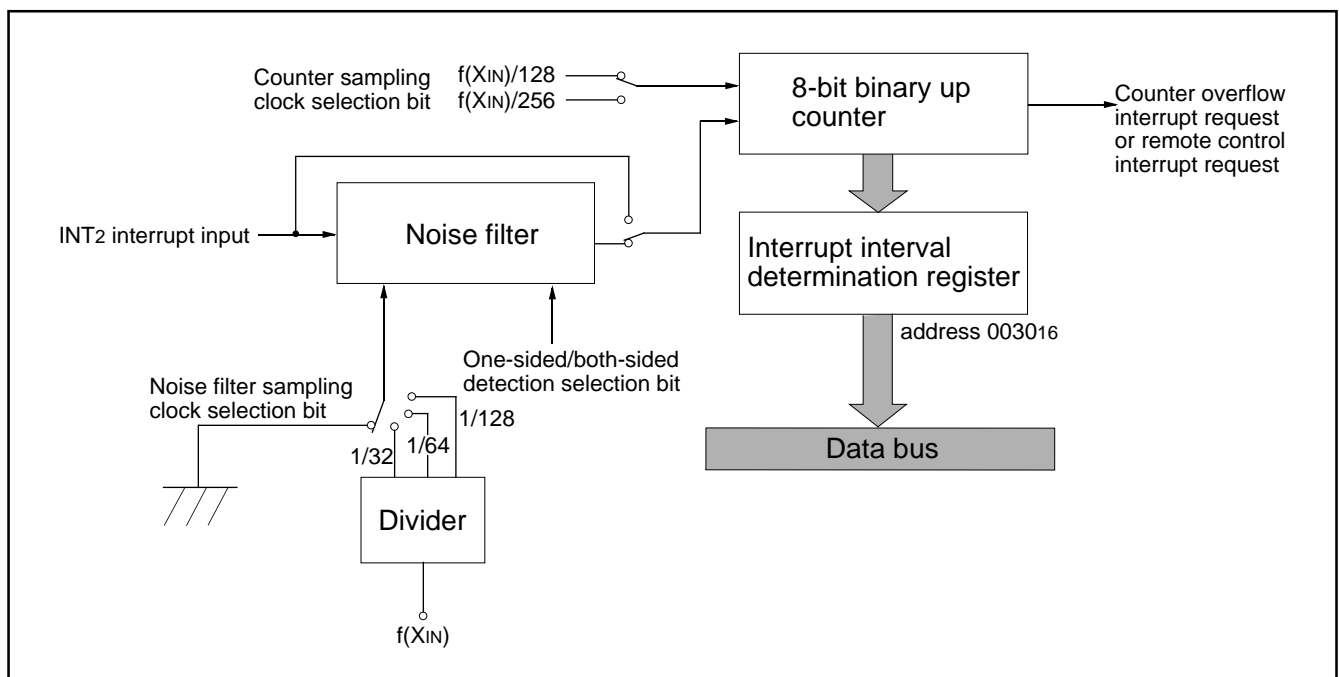 Counter sampling
clock selection bit
f(XIN)/128
f(XIN)/256
8-bit binary up
counter
Counter overflow
interrupt request
or remote control
interrupt request
INT2 interrupt input
Noise filter
Interrupt interval
determination register
address 003016
One-sided/both-sided
detection selection bit
Noise filter sampling
clock selection bit
1/32
1/64
1/128
Data bus
Divider
f(XIN)